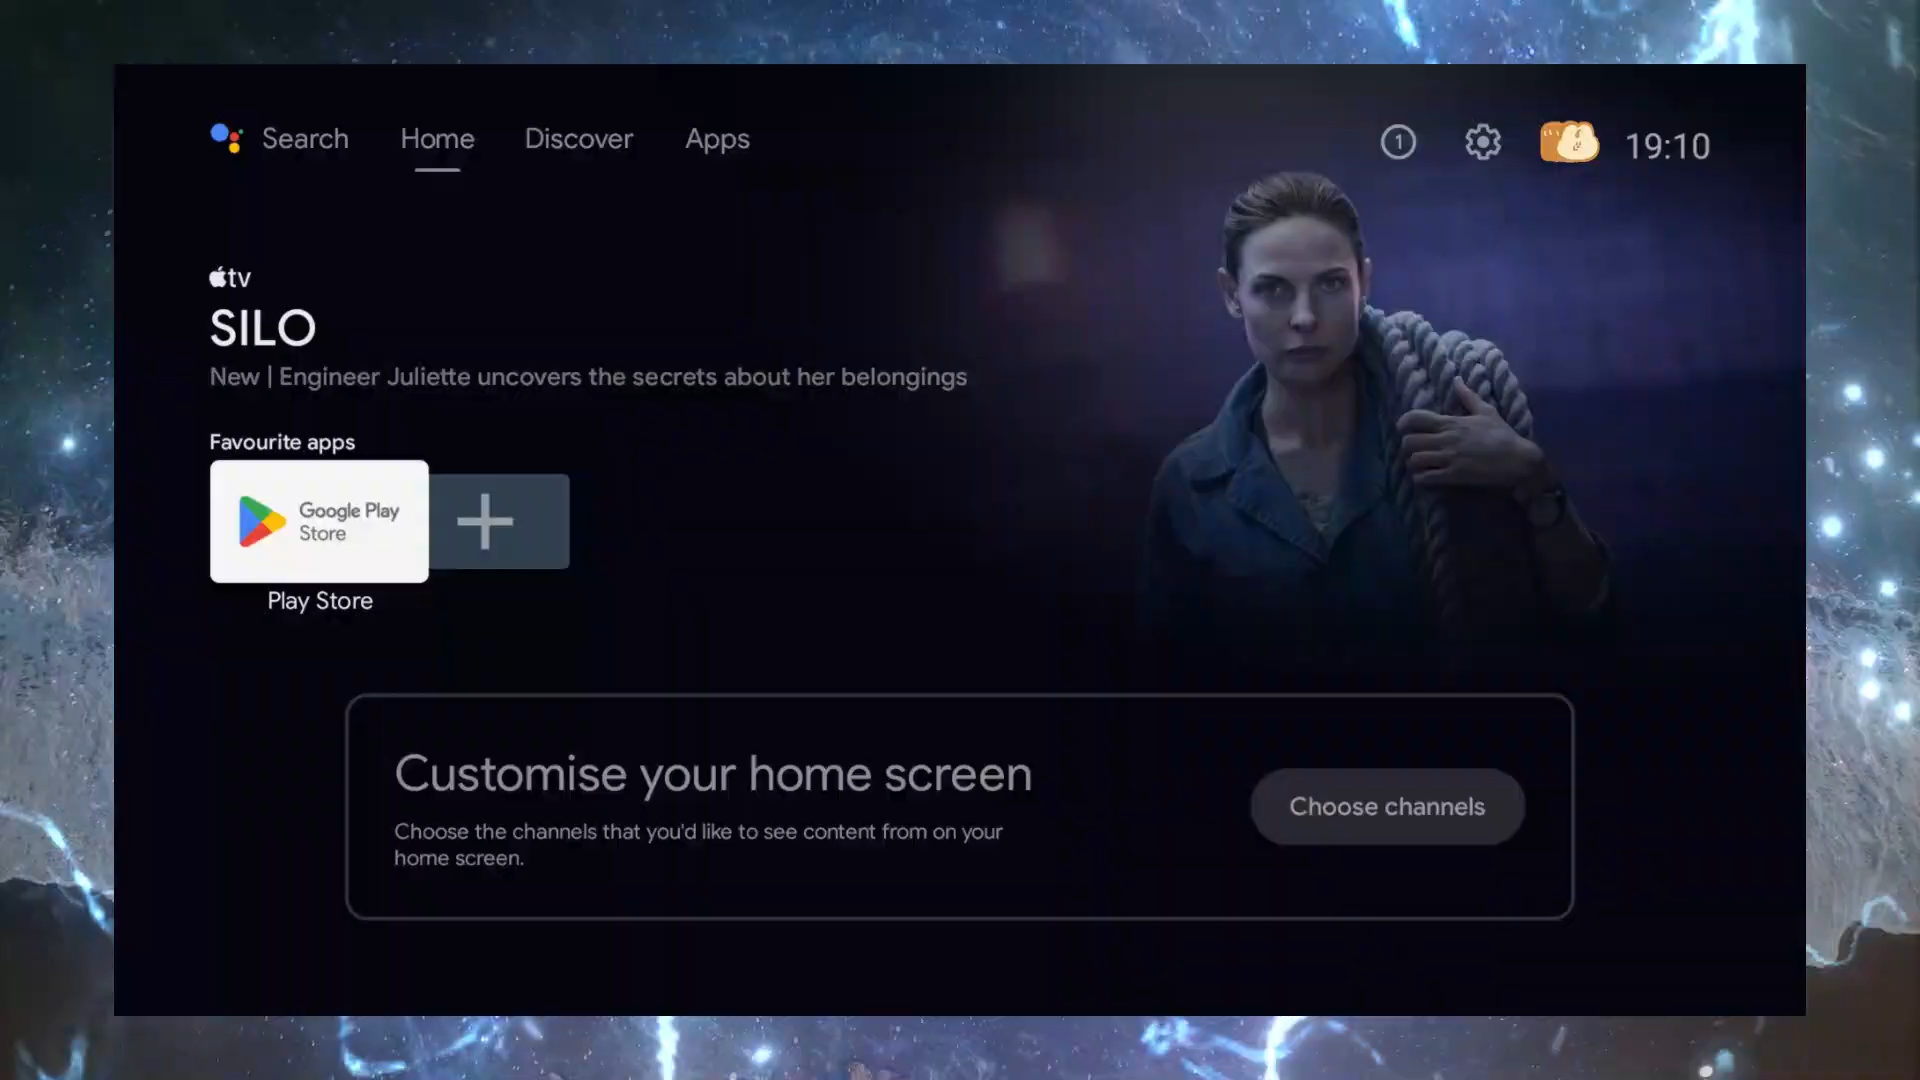 Search Home Discover Apps
1
19:10
tv
SILO
New | Engineer Juliette uncovers the secrets about her belongings
Favourite apps
Google Play
Store
Play Store
Customise your home screen
Choose the channels that you'd like to see content from on your
home screen.
Choose channels